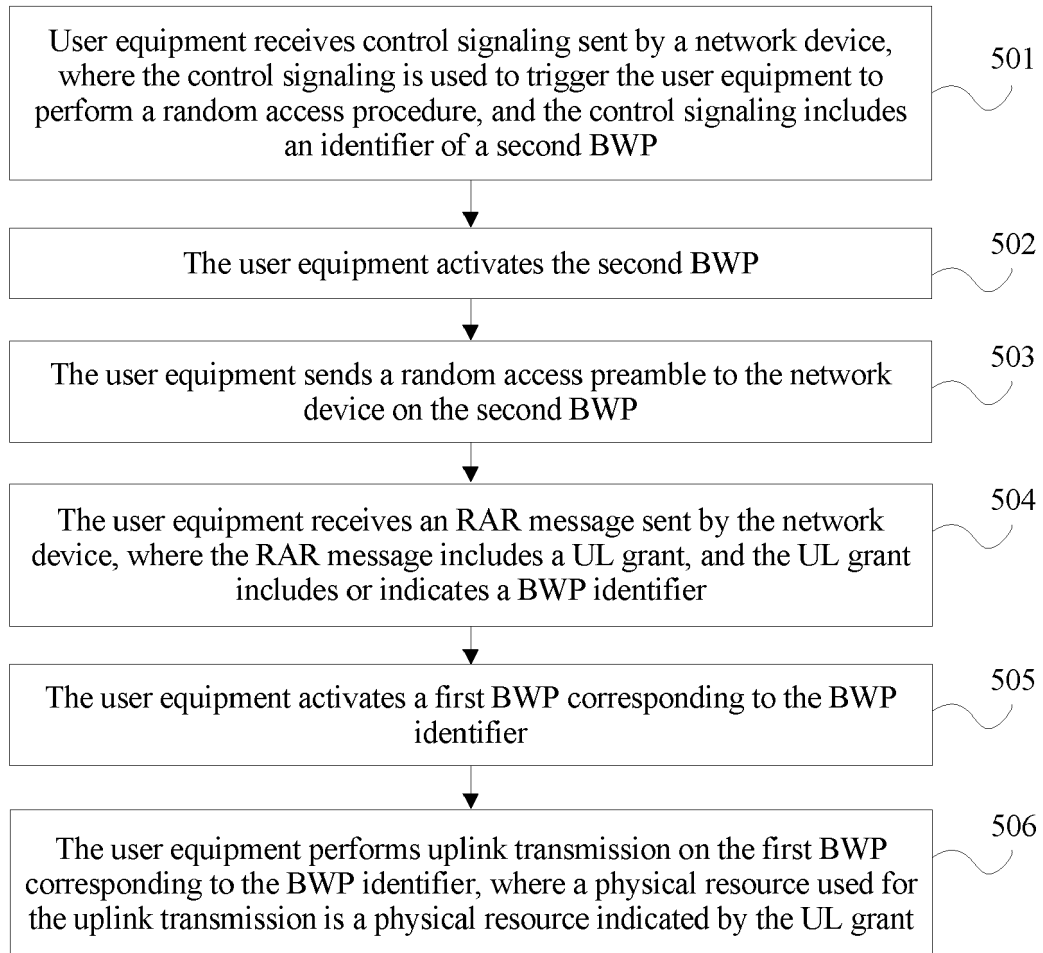 User equipment receives control signaling sent by a network device,
where the control signaling is used to trigger the user equipment to
perform a random access procedure, and the control signaling includes
an identifier of a second BWP
501
The user equipment activates the second BWP
502
The user equipment sends a random access preamble to the network
device on the second BWP
503
The user equipment receives an RAR message sent by the network
device, where the RAR message includes a UL grant, and the UL grant
includes or indicates a BWP identifier
504
The user equipment activates a first BWP corresponding to the BWP
identifier
505
The user equipment performs uplink transmission on the first BWP
corresponding to the BWP identifier, where a physical resource used for
the uplink transmission is a physical resource indicated by the UL grant
506